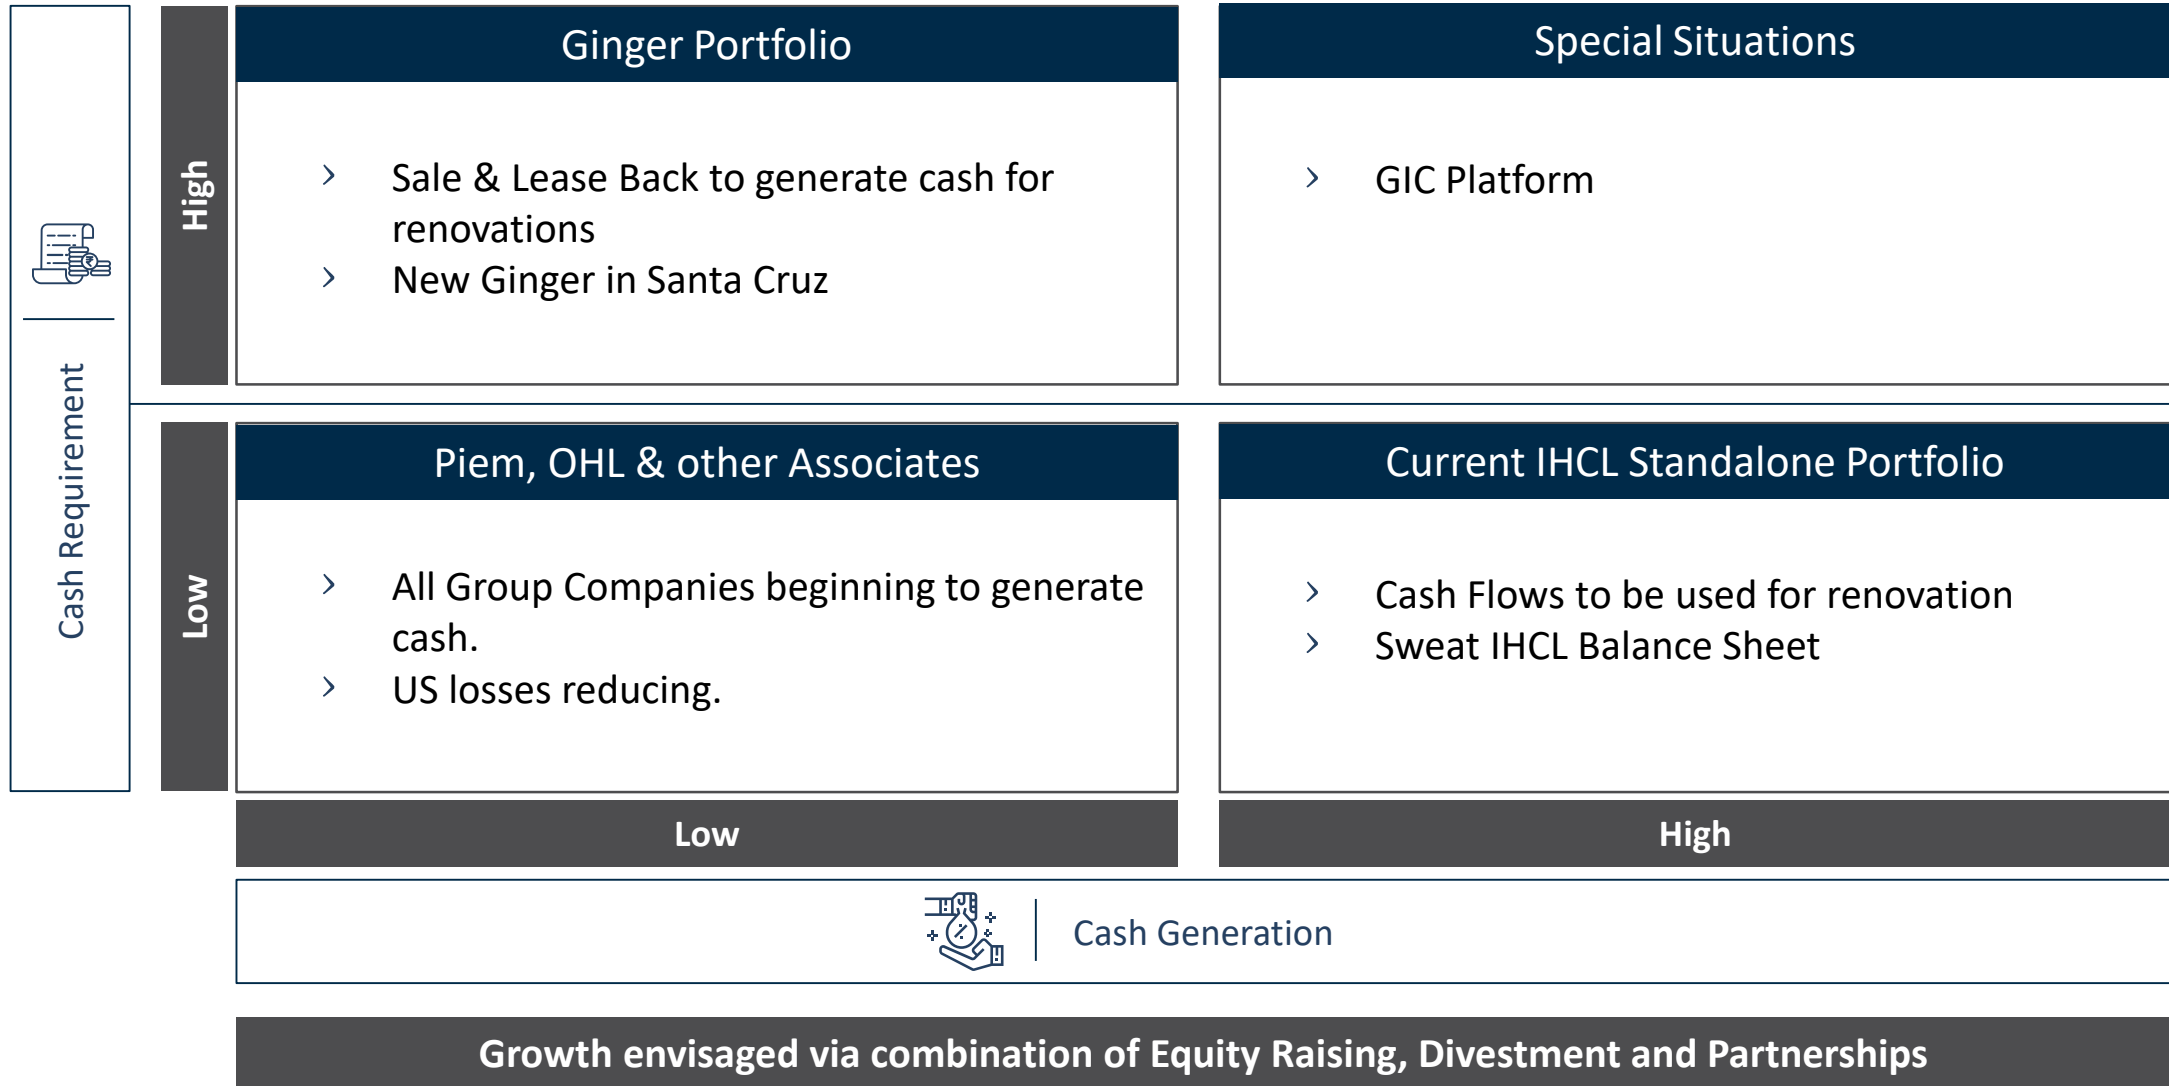 Cash Requirement
High
Ginger Portfolio
› Sale & Lease Back to generate cash for
renovations
› New Ginger in Santa Cruz
Special Situations
› GIC Platform
Low
Piem, OHL & other Associates
› All Group Companies beginning to generate
cash.
› US losses reducing.
Current IHCL Standalone Portfolio
› Cash Flows to be used for renovation
› Sweat IHCL Balance Sheet
Low
High
Cash Generation
Growth envisaged via combination of Equity Raising, Divestment and Partnerships